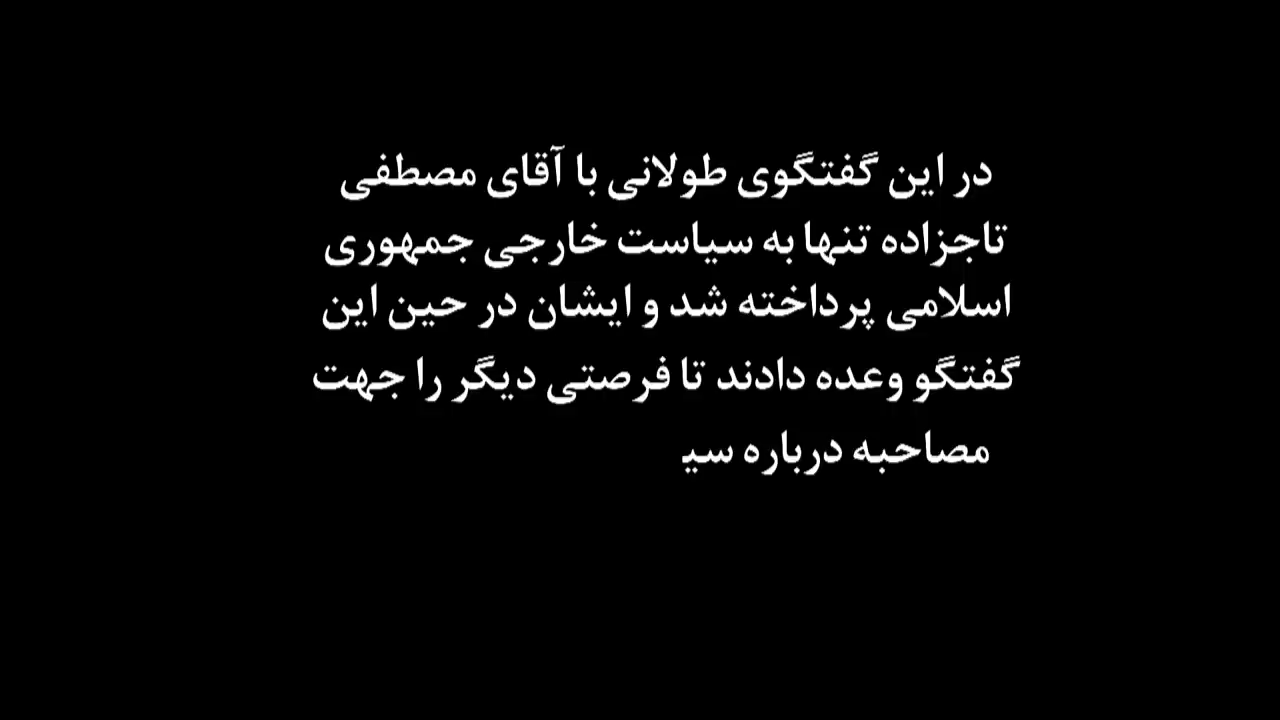 در این گفتگوی طولانی با آقای مصطفی
تاجزاده تنها به سیاست خارجی جمهوری
اسلامی پرداخته شد و ایشان در حین این
گفتگو وعده دادند تا فرصتی دیگر را جهت
مصاحبه درباره سیـ